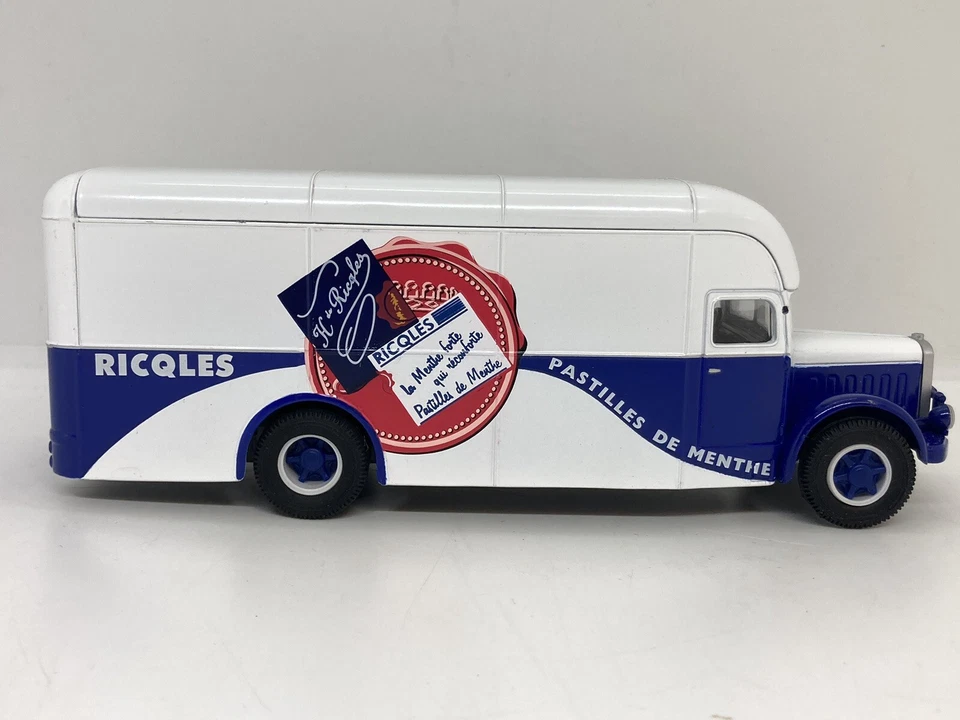 H de Ricqles
RICQLES
La Menthe forte
qui réconforte
Pastilles de Menthe
RICQLES
PASTILLES DE MENTHE